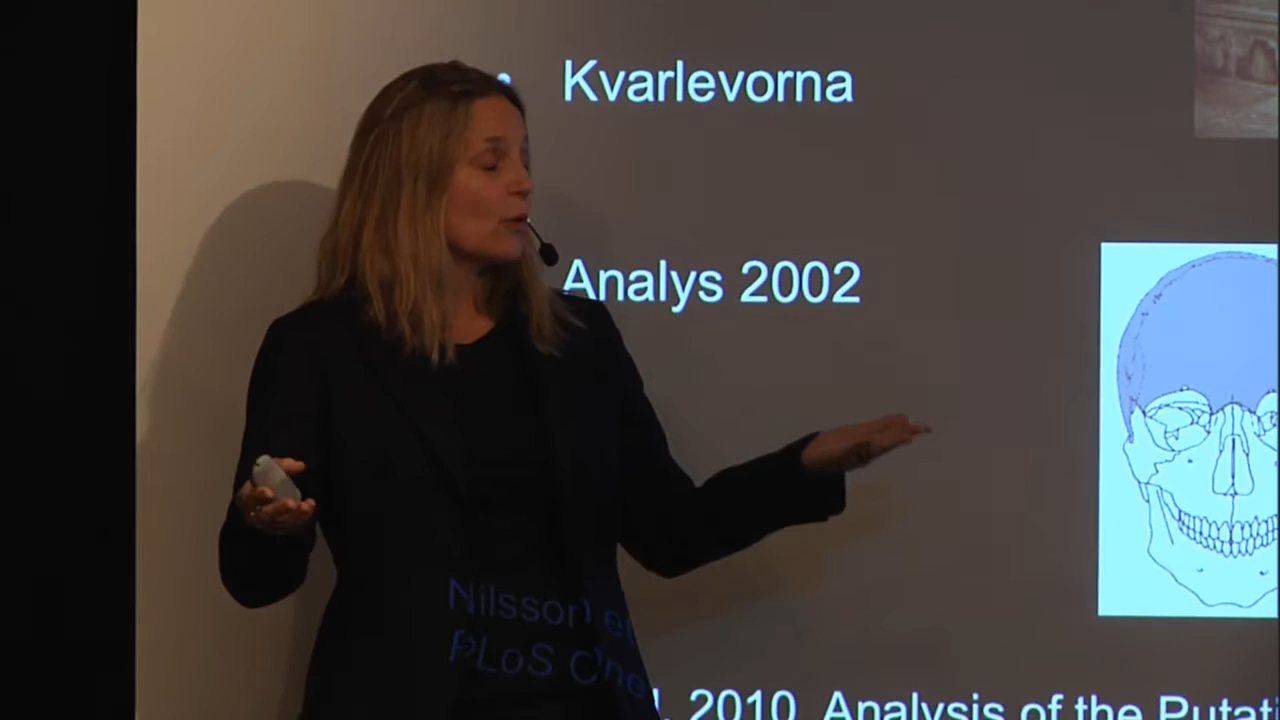 • Kvarlevorna
Analys 2002
Nilsson et
PLoS One
l. 2010. Analysis of the Putati